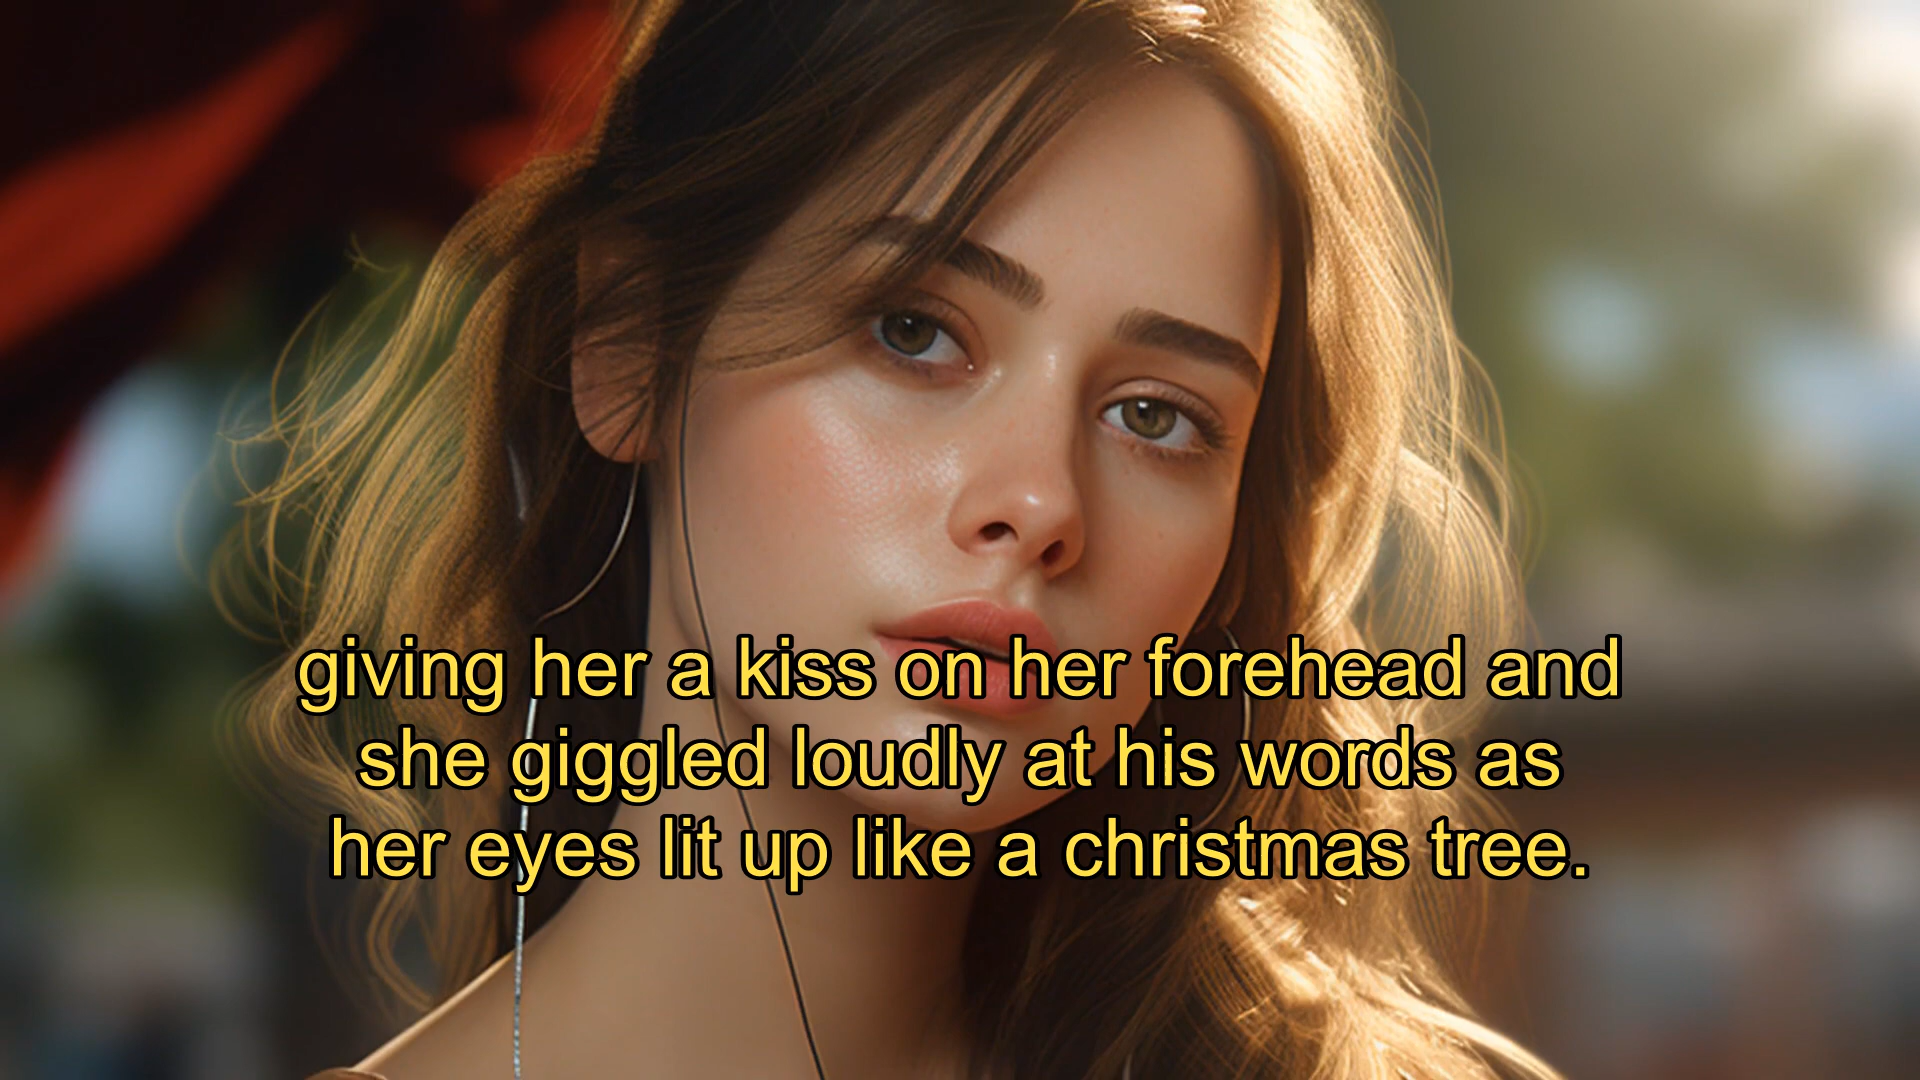 giving her a kiss on her forehead and
she giggled loudly at his words as
her eyes lit up like a christmas tree.